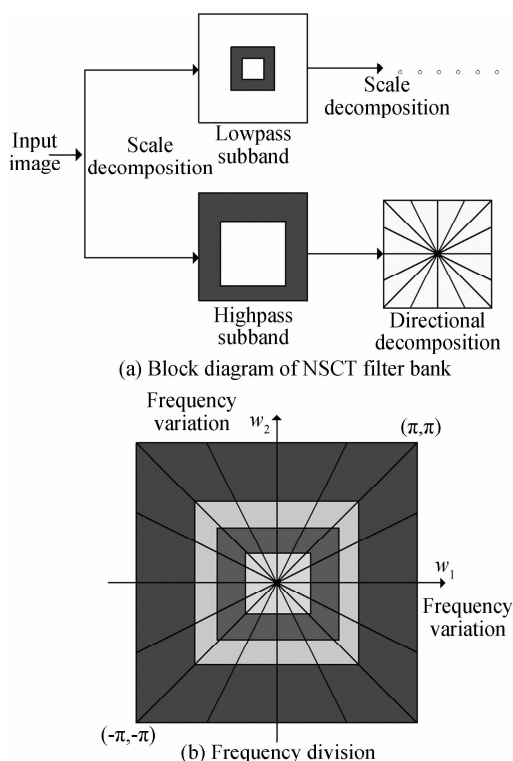 Input
image
Scale
decomposition
Lowpass
subband
Scale
decomposition
Highpass
subband
Directional
decomposition
(a) Block diagram of NSCT filter bank
Frequency
variation
w₂
(π,π)
w₁
Frequency
variation
(-π,-π)
(b) Frequency division